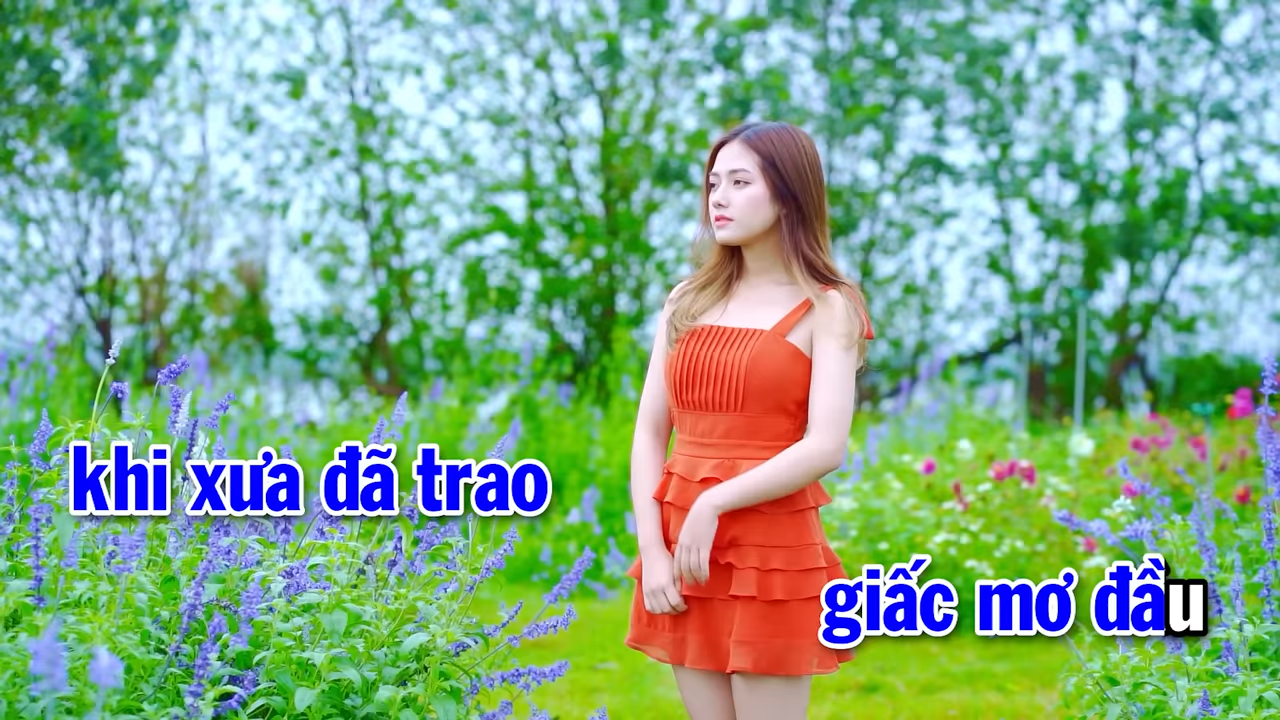 khi xưa đã trao
giấc mơ đầu